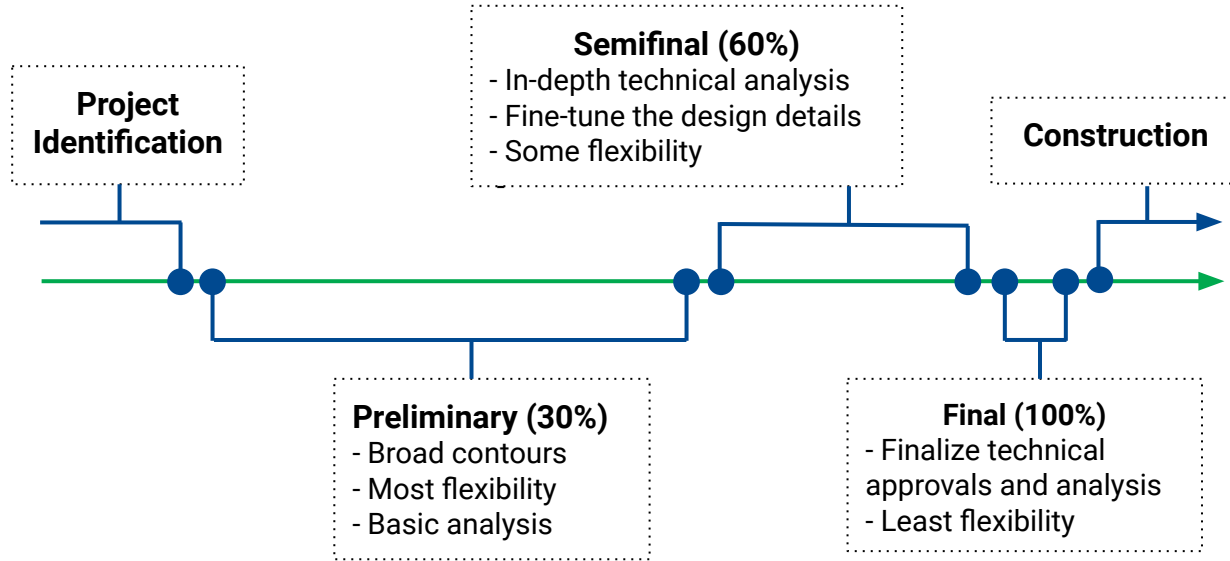 Project
Identification
Preliminary (30%)
- Broad contours
- Most flexibility
- Basic analysis
Semifinal (60%)
- In-depth technical analysis
- Fine-tune the design details
- Some flexibility
Final (100%)
- Finalize technical
approvals and analysis
- Least flexibility
Construction